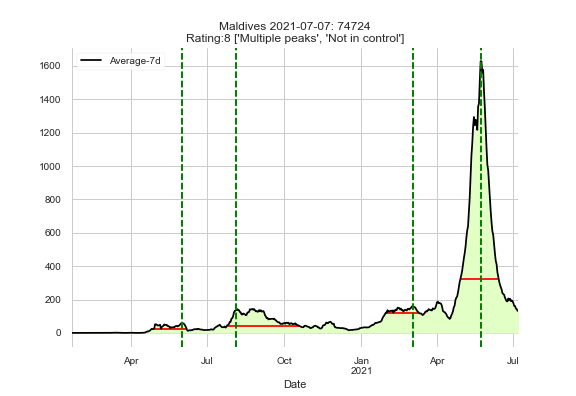 Maldives 2021-07-07: 74724
Rating:8 ['Multiple peaks', 'Not in control']
Average-7d
1600
1400
1200
1000
800
600
400
200
0
Apr
Jul
Oct
Jan
2021
Apr
Jul
Date